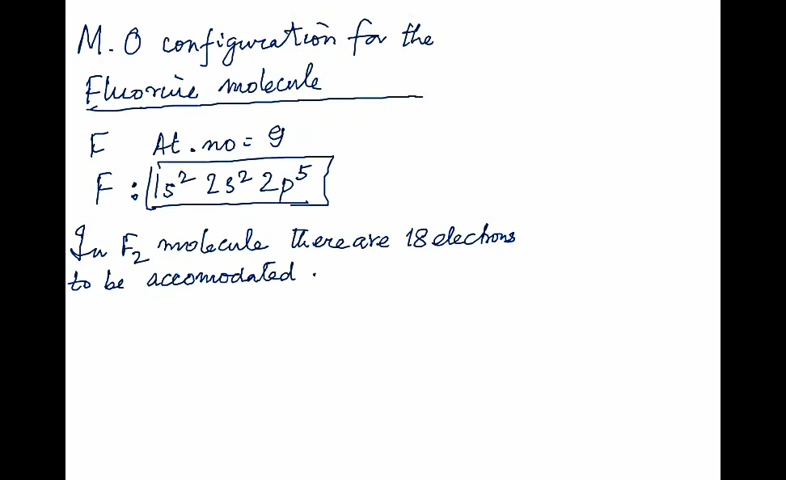 M.O configuration for the
Fluorine molecule
F At.no = 9
F : 1s² 2s² 2p⁵
In F₂ molecule there are 18 elections
to be accomodated .